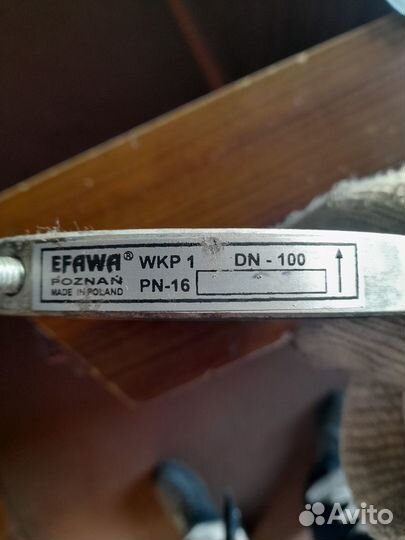 EFAWA® WKP 1 DN - 100
POZNAŃ PN-16
MADE IN POLAND
Avito